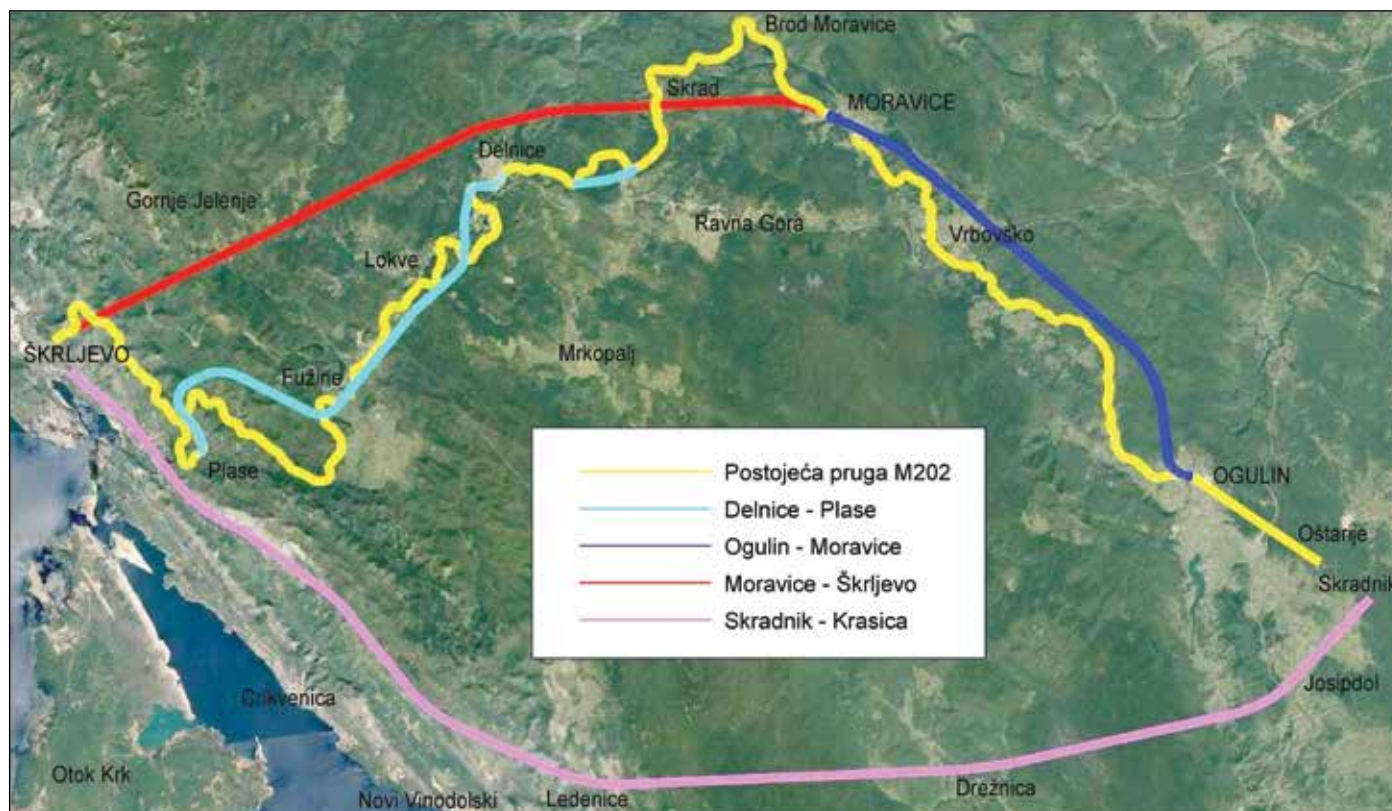 Brod Moravice
Skrad
MORAVICE
Delnice
Gornje Jelenje
Ravna Gora
Vrbovsko
Lokve
ŠKRLJEVO
Fužine
Mrkopalj
Plase
OGULIN
Postojeća pruga M202
Delnice - Plase
Ogulin - Moravice
Moravice - Škrljevo
Skradnik - Krasica
Oštarije
Skradnik
Josipdol
Crikvenica
Otok Krk
Novi Vinodolski
Ledenice
Drežnica